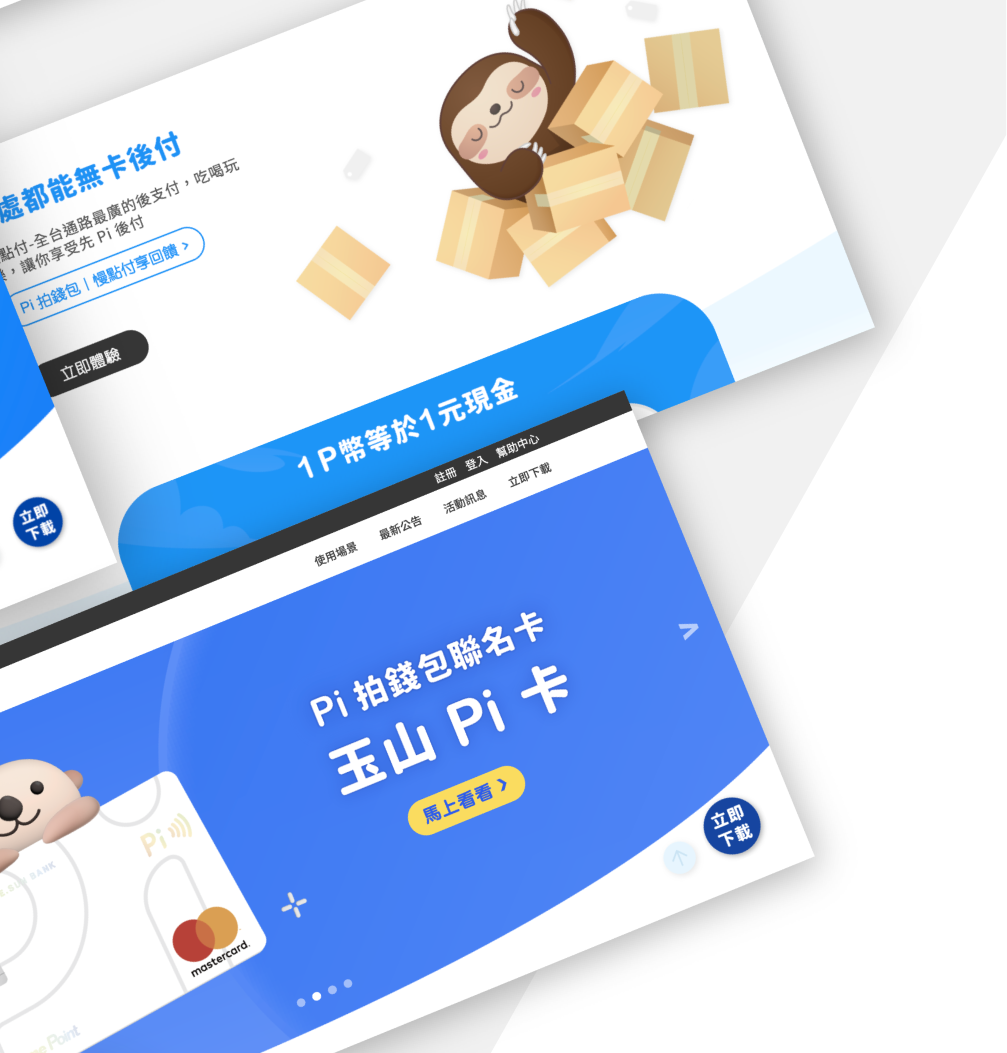 處都能無卡後付
點付-全台通路最廣的後支付，吃喝玩
，讓你享受先 Pi 後付
Pi 拍錢包｜慢點付享回饋 >
立即體驗
立即
下載
1 P幣等於1元現金
註冊 登入 幫助中心
使用場景 最新公告 活動訊息 立即下載
Pi 拍錢包聯名卡
玉山 Pi 卡
馬上看看 >
Pi
E.SUN BANK
mastercard.
Point
立即
下載